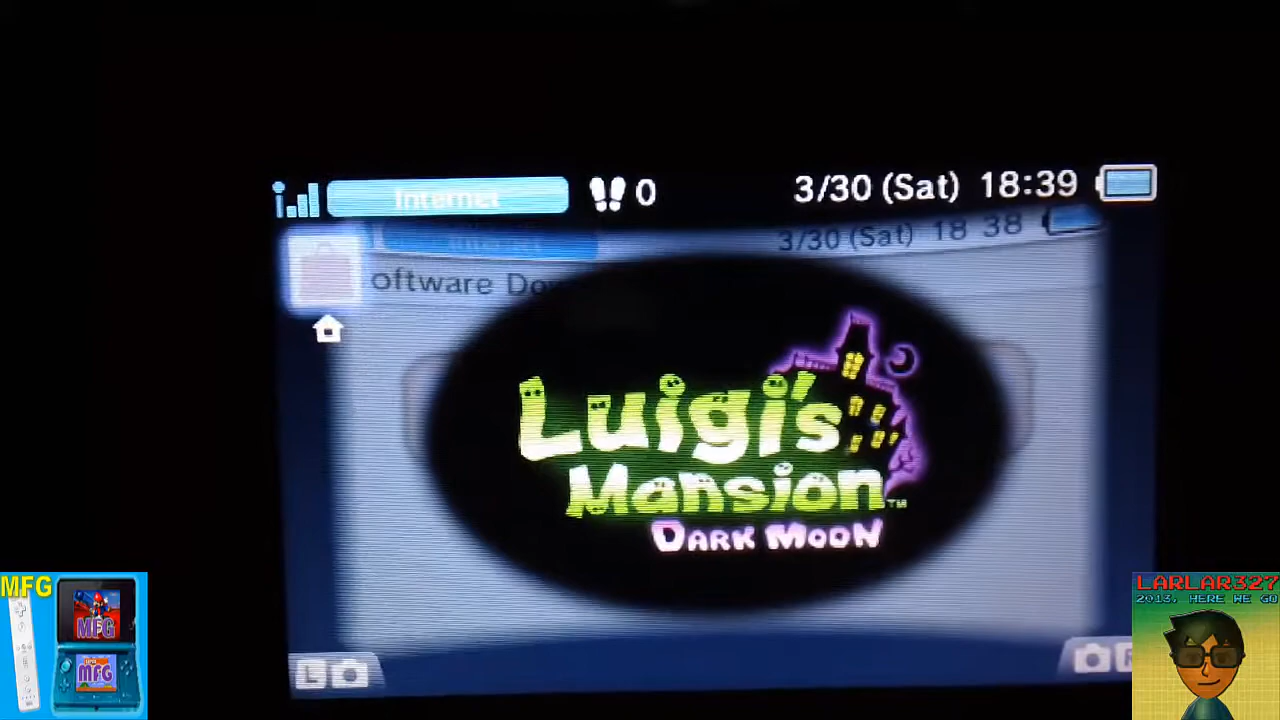 Internet 0 3/30 (Sat) 18:39
3/30 (Sat) 18 38
oftware Do
Luigi's
Mansion™
DARK MOON
L
MFG
MFG
MFG
LARLAR327
2013, HERE WE GO